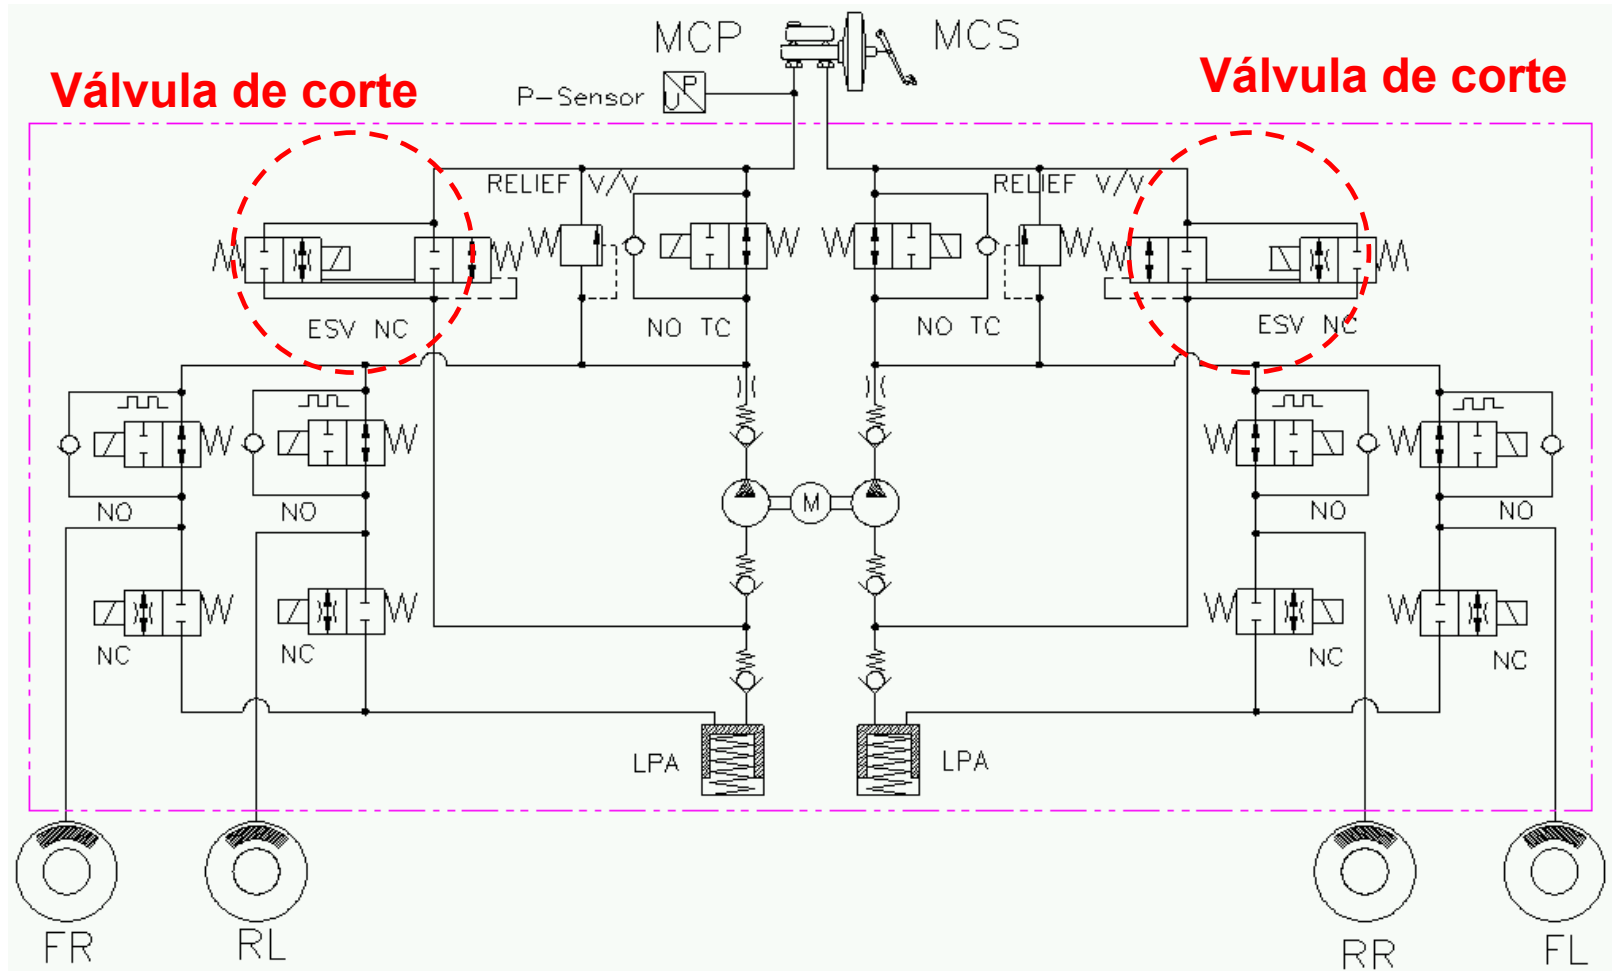 MCP
MCS
Válvula de corte
Válvula de corte
P-Sensor
P
U
RELIEF V/V
RELIEF V/V
ESV NC
NO TC
NO TC
ESV NC
NO
NO
M
NO
NO
NC
NC
NC
NC
LPA
LPA
FR
RL
RR
FL